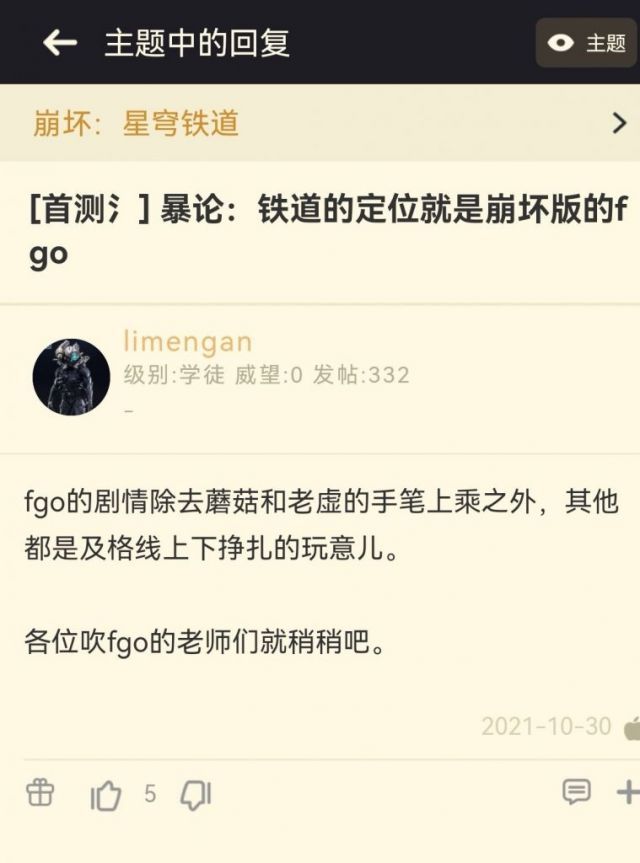 主题中的回复
主题
崩坏：星穹铁道
[首测氵] 暴论：铁道的定位就是崩坏版的f
go
limengan
级别:学徒 威望:0 发帖:332
-
fgo的剧情除去蘑菇和老虚的手笔上乘之外，其他
都是及格线上下挣扎的玩意儿。
各位吹fgo的老师们就稍稍吧。
2021-10-30
5